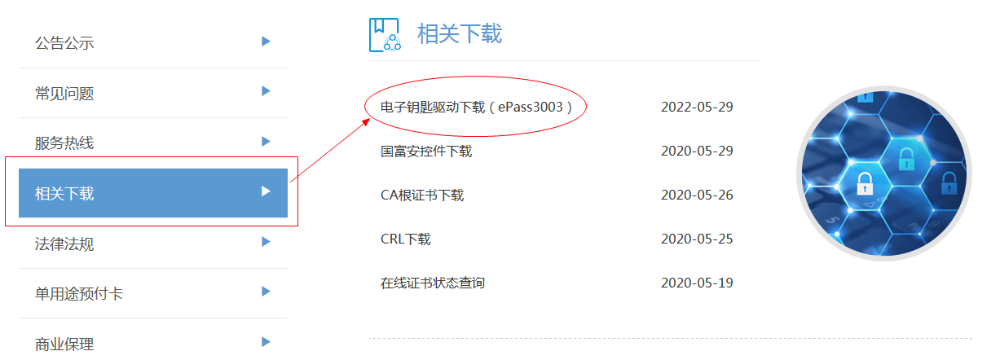 公告公示
常见问题
服务热线
相关下载
法律法规
单用途预付卡
商业保理
相关下载
电子钥匙驱动下载（ePass3003） 2022-05-29
国富安控件下载 2020-05-29
CA根证书下载 2020-05-26
CRL下载 2020-05-25
在线证书状态查询 2020-05-19